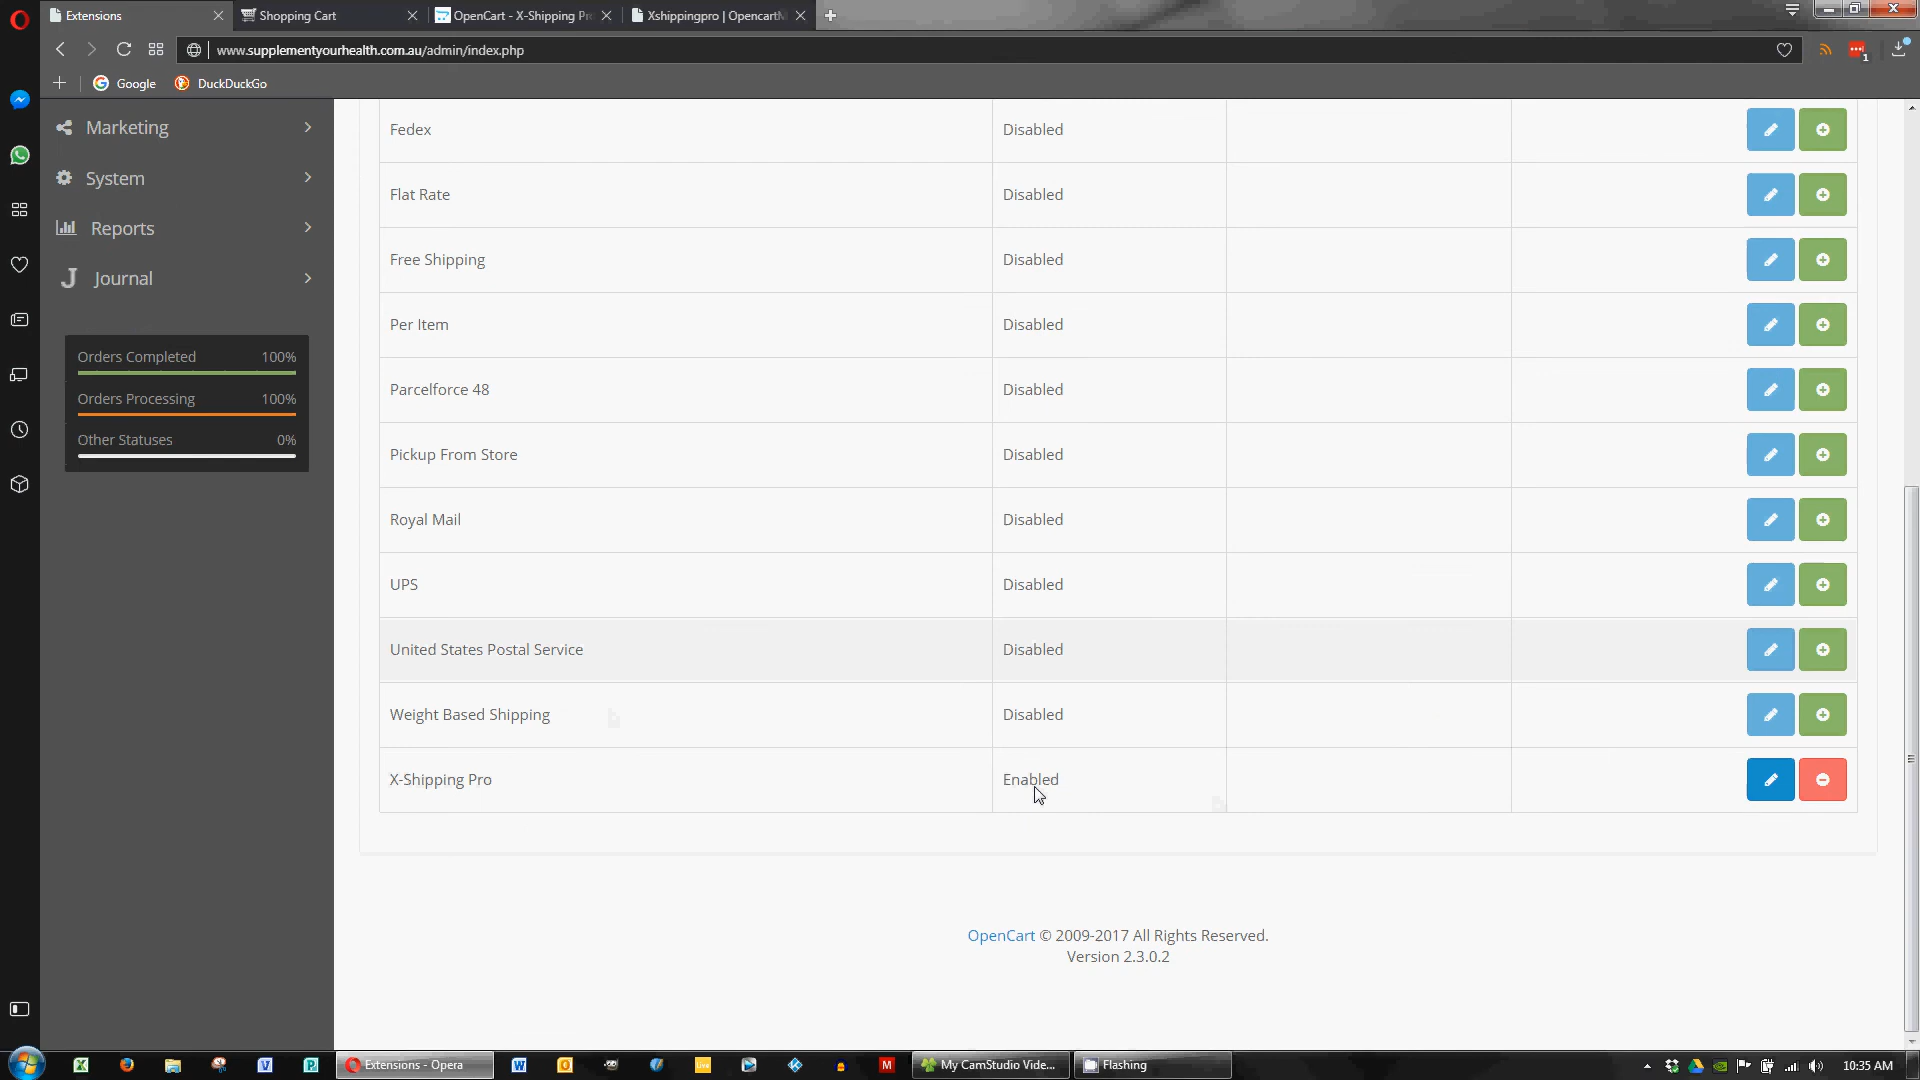 Extensions
Shopping Cart
OpenCart - X-Shipping Pr
Xshippingpro | Opencart
www.supplementyourhealth.com.au/admin/index.php
1
Google
DuckDuckGo
Marketing
System
Reports
Journal
Orders Completed 100%
Orders Processing 100%
Other Statuses 0%
Fedex Disabled
Flat Rate Disabled
Free Shipping Disabled
Per Item Disabled
Parcelforce 48 Disabled
Pickup From Store Disabled
Royal Mail Disabled
UPS Disabled
United States Postal Service Disabled
Weight Based Shipping Disabled
X-Shipping Pro Enabled
OpenCart © 2009-2017 All Rights Reserved.
Version 2.3.0.2
Extensions - Opera
My CamStudio Vide...
Flashing
10:35 AM